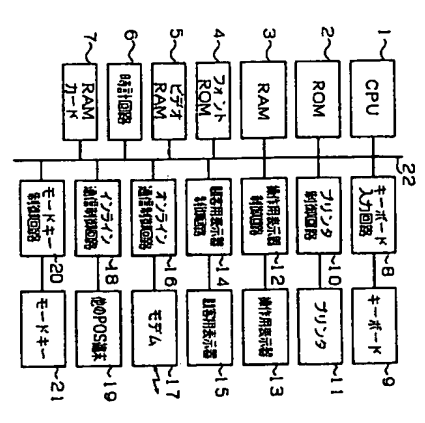 1
CPU
2
ROM
3
RAM
4
フォント
ROM
5
ビデオ
RAM
6
時計回路
7
RAM
カード
22
8
キーボード
入力回路
10
プリンタ
制御回路
12
操作用表示器
制御回路
14
顧客用表示器
制御回路
16
オンライン
通信制御回路
18
インライン
通信制御回路
20
モードキー
制御回路
9
キーボード
11
プリンタ
13
操作用表示器
15
顧客用表示器
17
モデム
19
他のPOS端末
21
モードキー